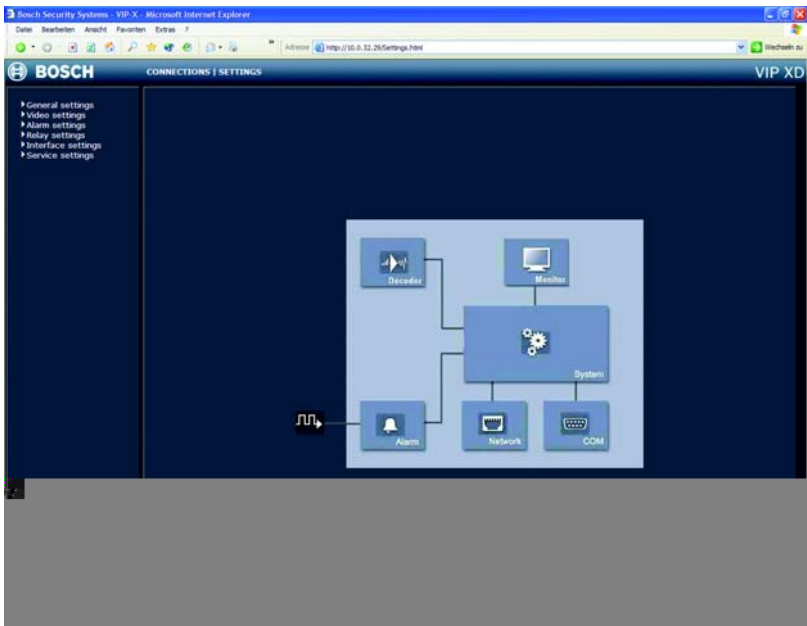 Bosch Security Systems - VIP-X - Microsoft Internet Explorer
Datei Bearbeiten Ansicht Favoriten Extras ?
" Adresse http://10.0.32.29/Settings.html Wechseln zu
BOSCH CONNECTIONS | SETTINGS VIP XD
General settings
Video settings
Alarm settings
Relay settings
Interface settings
Service settings
Decoder
Monitor
System
Alarm
Network
COM